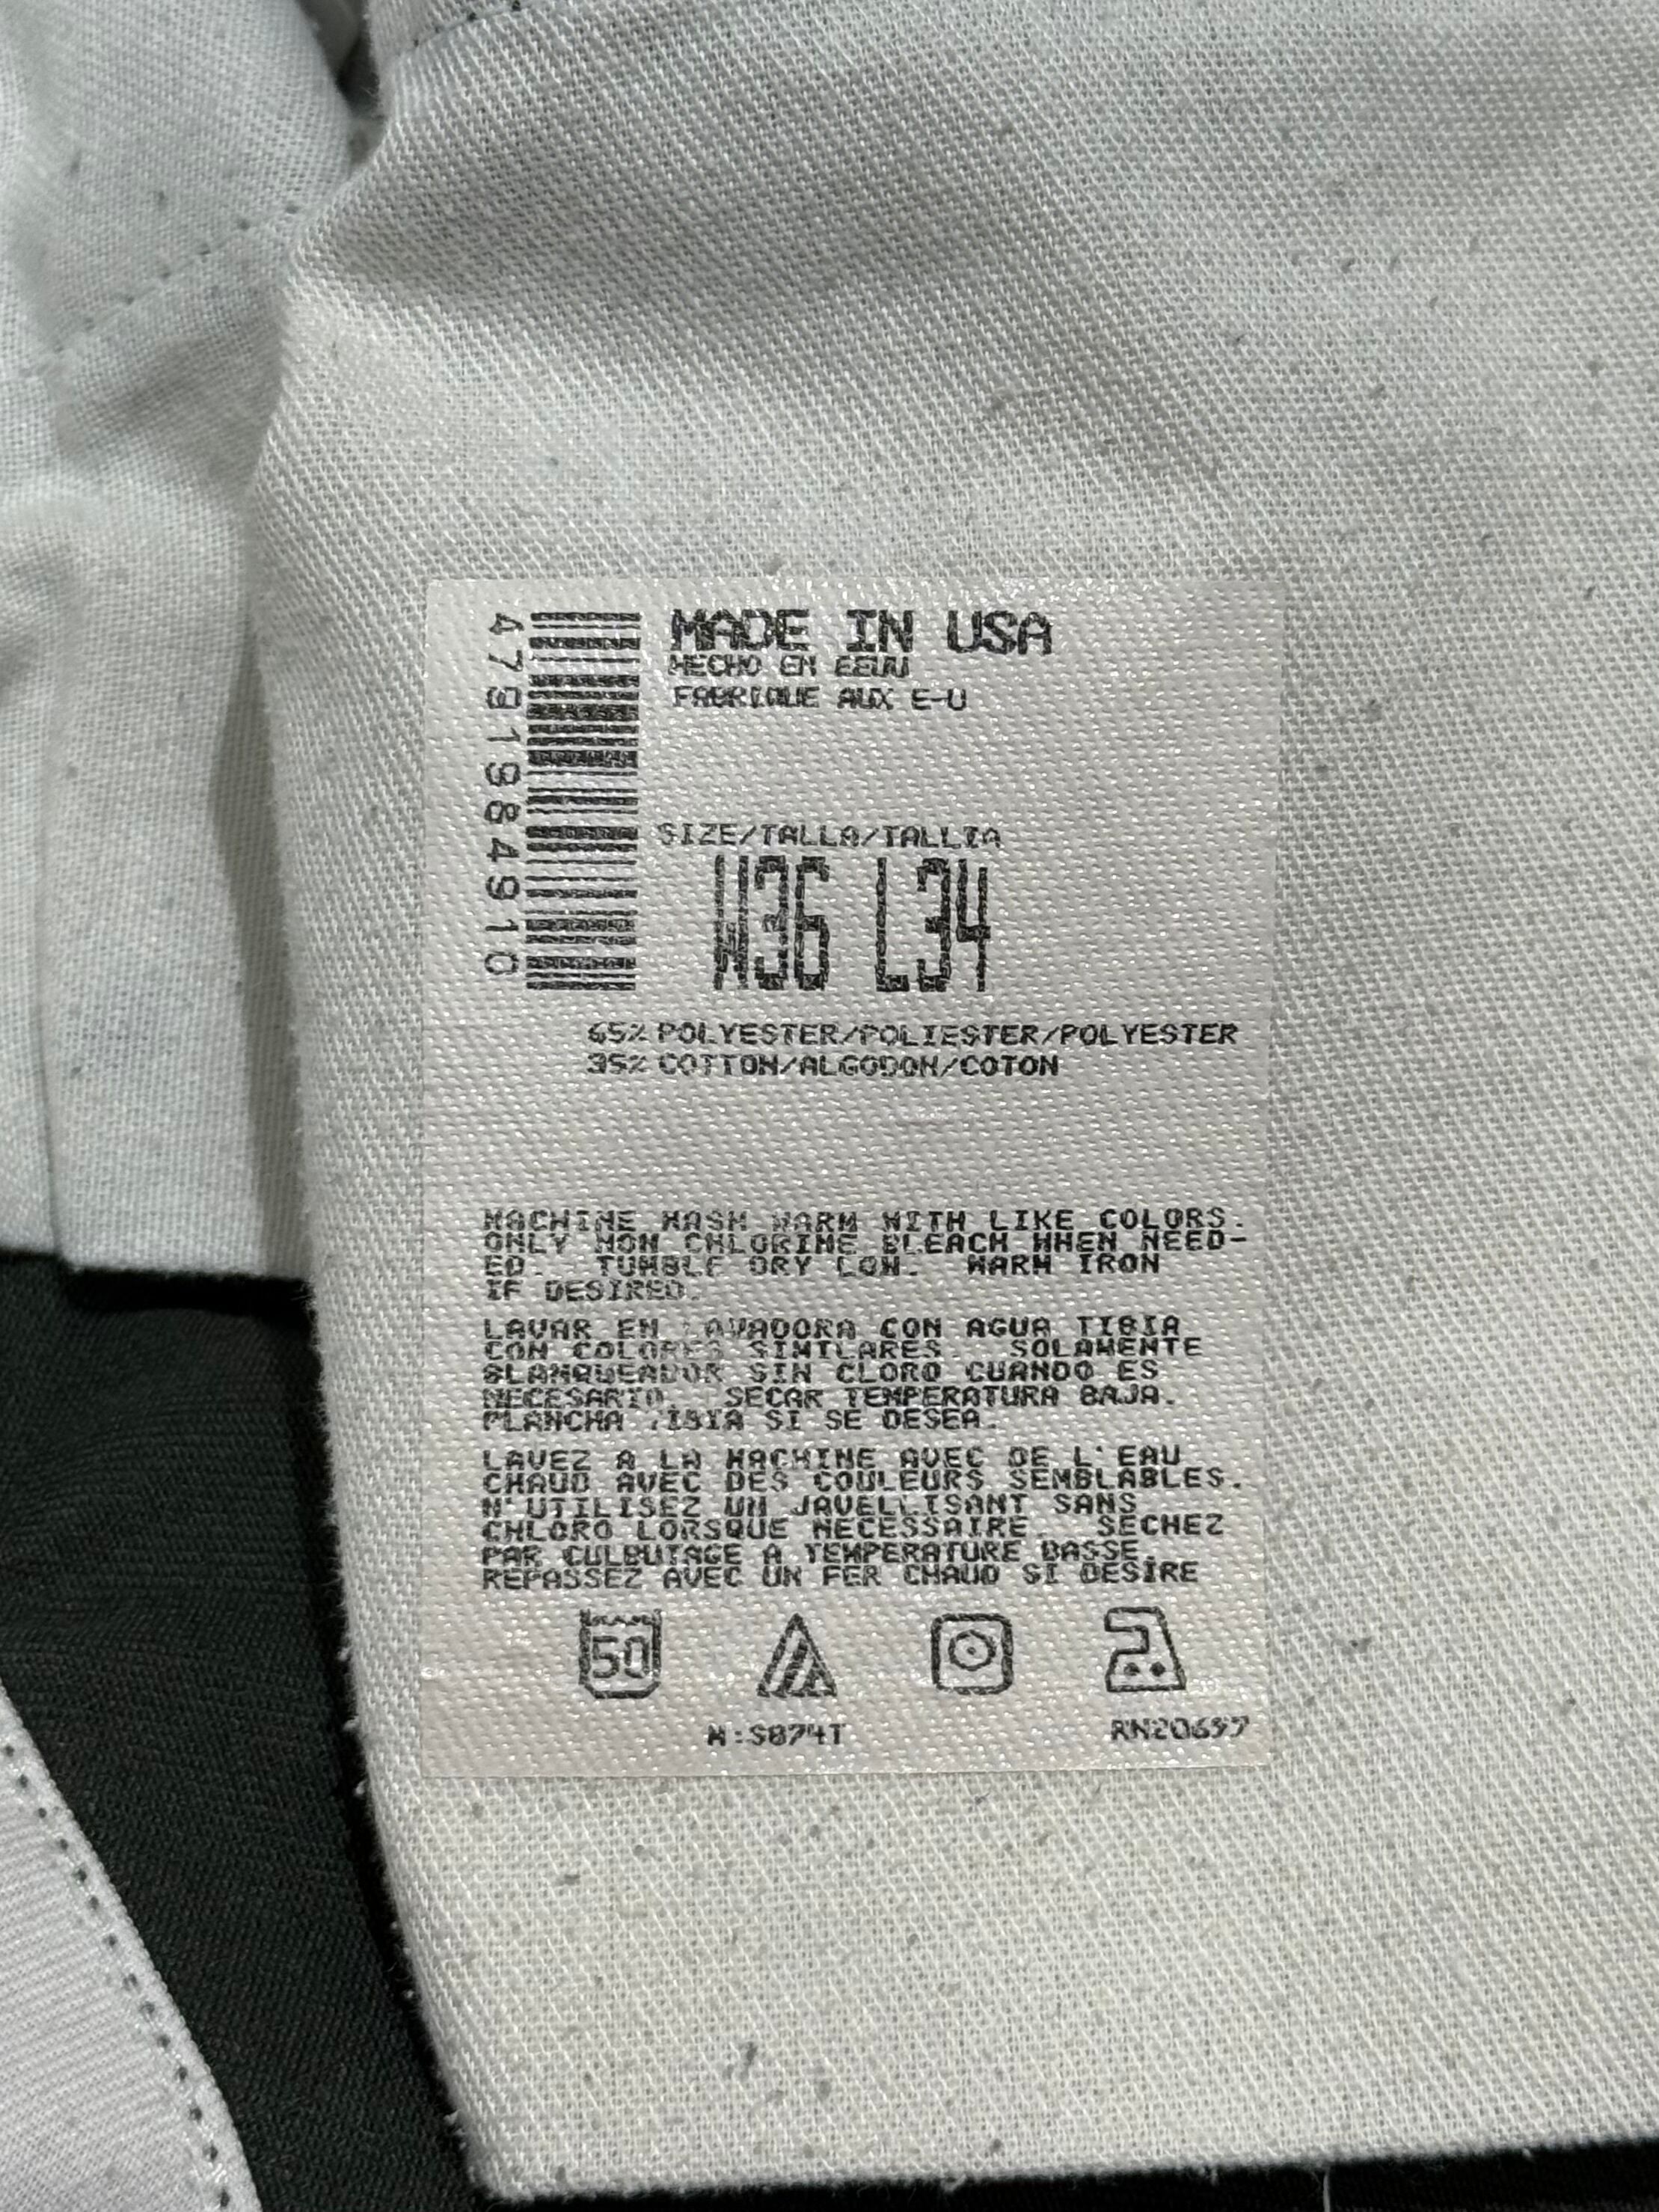 4791984910
MADE IN USA
HECHO EN EEUU
FABRIQUE AUX E-U
SIZE/TALLA/TALLIA
W36 L34
65% POLYESTER/POLIESTER/POLYESTER
35% COTTON/ALGODON/COTON
MACHINE WASH WARM WITH LIKE COLORS.
ONLY NON CHLORINE BLEACH WHEN NEED-
ED. TUMBLE DRY LOW. WARM IRON
IF DESIRED.
LAVAR EN LAVADORA CON AGUA TIBIA
CON COLORES SIMILARES. SOLAMENTE
BLANQUEADOR SIN CLORO CUANDO ES
NECESARIO. SECAR TEMPERATURA BAJA.
PLANCHA TIBIA SI SE DESEA.
LAVEZ A LA MACHINE AVEC DE L'EAU
CHAUD AVEC DES COULEURS SEMBLABLES.
N'UTILISEZ UN JAVELLISANT SANS
CHLORO LORSQUE NECESSAIRE. SECHEZ
PAR CULBUTAGE A TEMPERATURE BASSE.
REPASSEZ AVEC UN FER CHAUD SI DESIRE
50
M:S874T RN20697